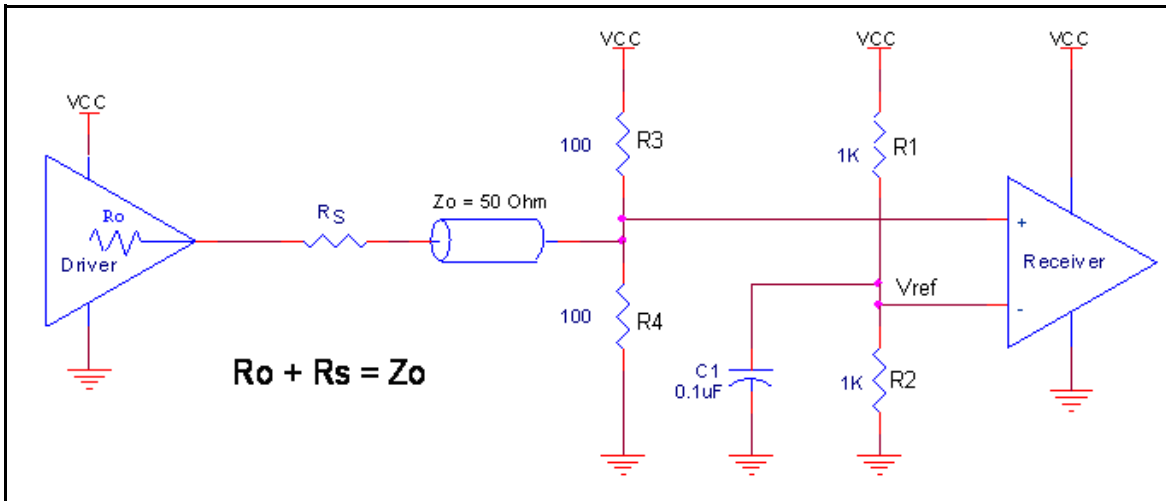 VCC
VCC
VCC
VCC
R3
100
R1
1K
Ro
Driver
RS
Zo = 50 Ohm
+
Receiver
Vref
-
100
R4
Ro + Rs = Zo
C1
0.1uF
1K
R2